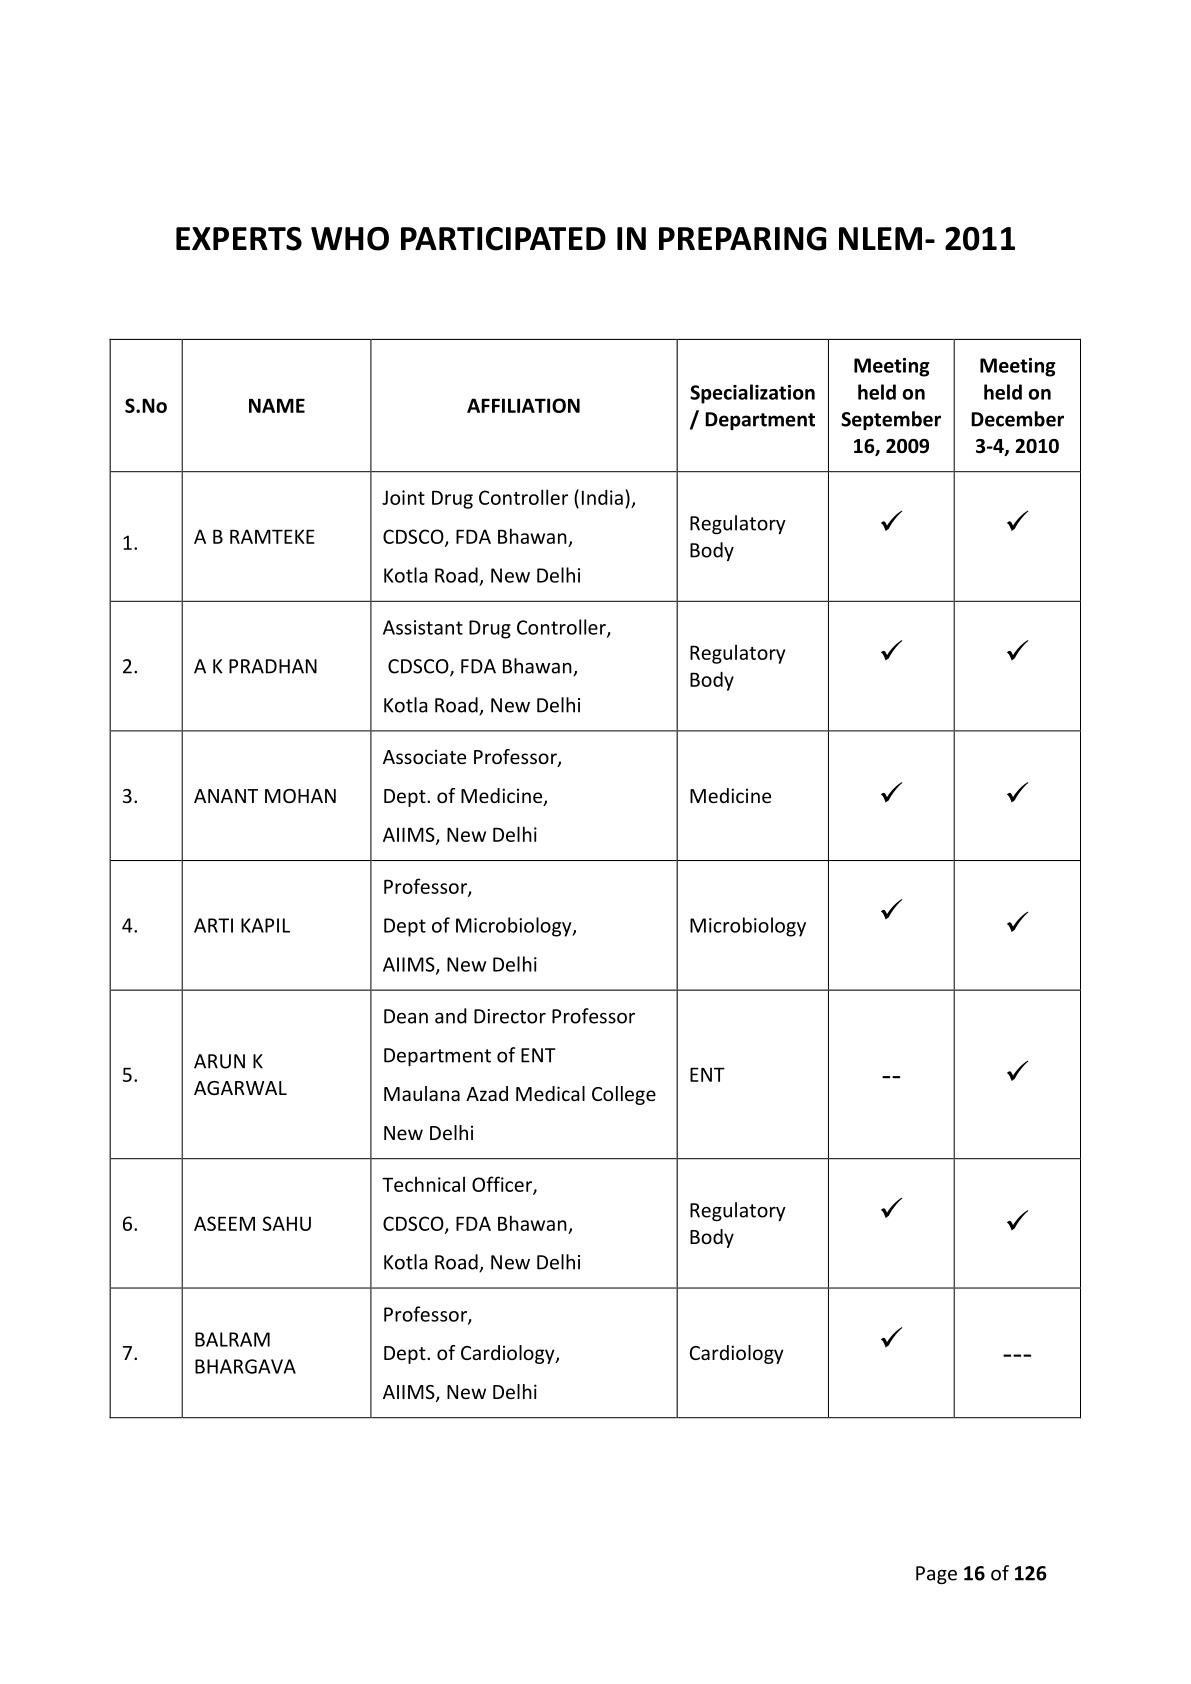 EXPERTS WHO PARTICIPATED IN PREPARING NLEM- 2011
S.No
NAME
AFFILIATION
Specialization
/ Department
Meeting
held on
September
16, 2009
Meeting
held on
December
3-4, 2010
1.
A B RAMTEKE
Joint Drug Controller (India),
CDSCO, FDA Bhawan,
Kotla Road, New Delhi
Regulatory
Body
✓
✓
2.
A K PRADHAN
Assistant Drug Controller,
CDSCO, FDA Bhawan,
Kotla Road, New Delhi
Regulatory
Body
✓
✓
3.
ANANT MOHAN
Associate Professor,
Dept. of Medicine,
AIIMS, New Delhi
Medicine
✓
✓
4.
ARTI KAPIL
Professor,
Dept of Microbiology,
AIIMS, New Delhi
Microbiology
✓
✓
5.
ARUN K
AGARWAL
Dean and Director Professor
Department of ENT
Maulana Azad Medical College
New Delhi
ENT
--
✓
6.
ASEEM SAHU
Technical Officer,
CDSCO, FDA Bhawan,
Kotla Road, New Delhi
Regulatory
Body
✓
✓
7.
BALRAM
BHARGAVA
Professor,
Dept. of Cardiology,
AIIMS, New Delhi
Cardiology
✓
---
Page 16 of 126